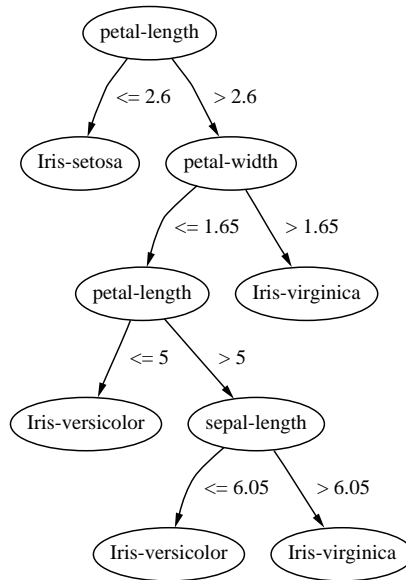 petal-length
<= 2.6
> 2.6
Iris-setosa
petal-width
<= 1.65
> 1.65
petal-length
Iris-virginica
<= 5
> 5
Iris-versicolor
sepal-length
<= 6.05
> 6.05
Iris-versicolor
Iris-virginica